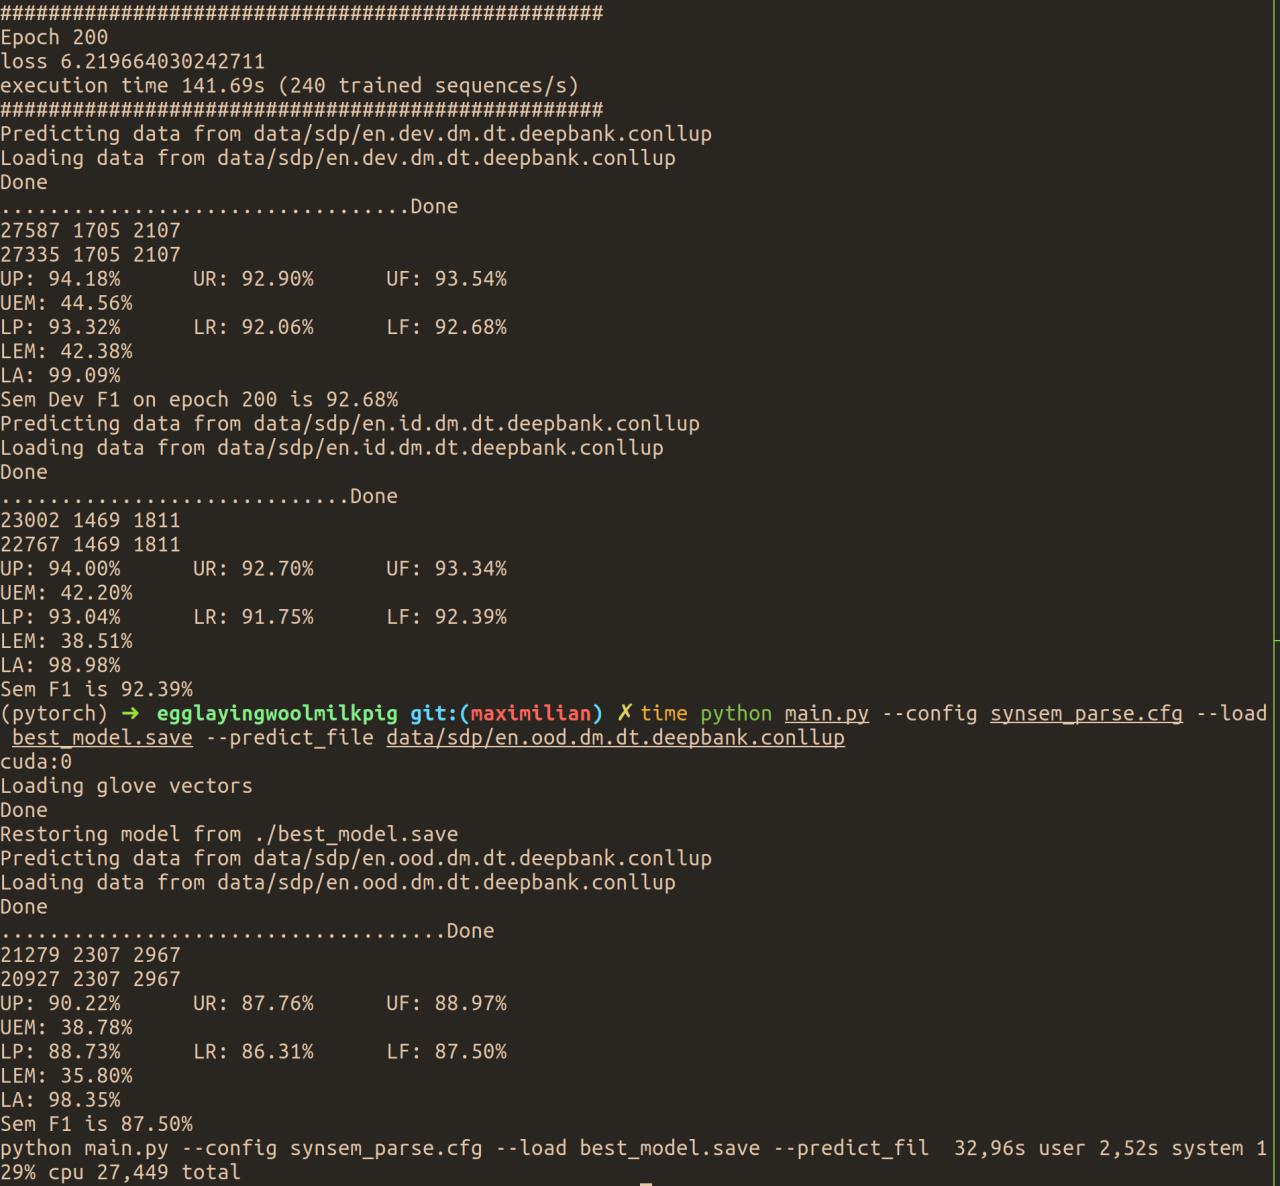 ##################################################
Epoch 200
loss 6.219664030242711
execution time 141.69s (240 trained sequences/s)
##################################################
Predicting data from data/sdp/en.dev.dm.dt.deepbank.conllup
Loading data from data/sdp/en.dev.dm.dt.deepbank.conllup
Done
..................................Done
27587 1705 2107
27335 1705 2107
UP: 94.18%      UR: 92.90%      UF: 93.54%
UEM: 44.56%
LP: 93.32%      LR: 92.06%      LF: 92.68%
LEM: 42.38%
LA: 99.09%
Sem Dev F1 on epoch 200 is 92.68%
Predicting data from data/sdp/en.id.dm.dt.deepbank.conllup
Loading data from data/sdp/en.id.dm.dt.deepbank.conllup
Done
.............................Done
23002 1469 1811
22767 1469 1811
UP: 94.00%      UR: 92.70%      UF: 93.34%
UEM: 42.20%
LP: 93.04%      LR: 91.75%      LF: 92.39%
LEM: 38.51%
LA: 98.98%
Sem F1 is 92.39%
(pytorch) ➜  egglayingwoolmilkpig git:(maximilian) ✗ time python main.py --config synsem_parse.cfg --load
 best_model.save --predict_file data/sdp/en.ood.dm.dt.deepbank.conllup
cuda:0
Loading glove vectors
Done
Restoring model from ./best_model.save
Predicting data from data/sdp/en.ood.dm.dt.deepbank.conllup
Loading data from data/sdp/en.ood.dm.dt.deepbank.conllup
Done
.....................................Done
21279 2307 2967
20927 2307 2967
UP: 90.22%      UR: 87.76%      UF: 88.97%
UEM: 38.78%
LP: 88.73%      LR: 86.31%      LF: 87.50%
LEM: 35.80%
LA: 98.35%
Sem F1 is 87.50%
python main.py --config synsem_parse.cfg --load best_model.save --predict_fil  32,96s user 2,52s system 1
29% cpu 27,449 total